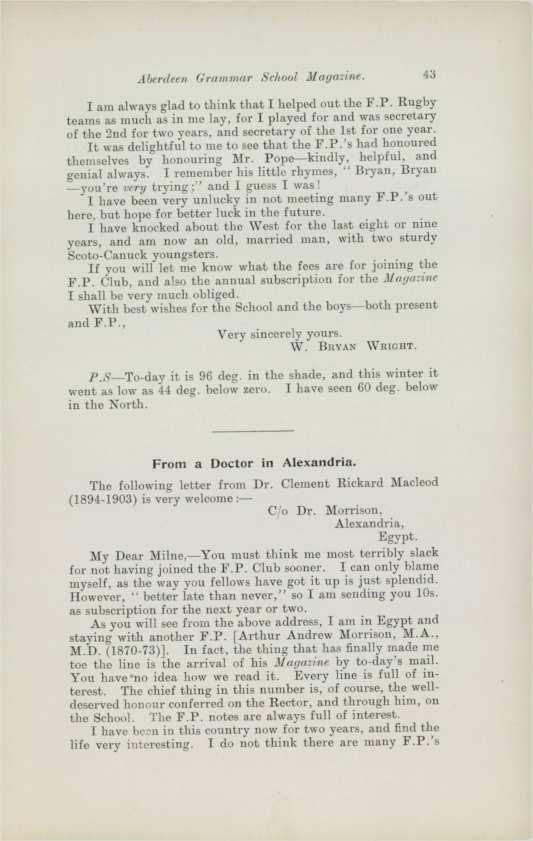 Aberdeen Grammar School Magazine. 43
I am always glad to think that I helped out the F.P. Rugby
teams as much as in me lay, for I played for and was secretary
of the 2nd for two years, and secretary of the 1st for one year.
It was delightful to me to see that the F.P.'s had honoured
themselves by honouring Mr. Pope—kindly, helpful, and
genial always. I remember his little rhymes, “ Bryan, Bryan
—you're very trying;” and I guess I was!
I have been very unlucky in not meeting many F.P.'s out
here, but hope for better luck in the future.
I have knocked about the West for the last eight or nine
years, and am now an old, married man, with two sturdy
Scoto-Canuck youngsters.
If you will let me know what the fees are for joining the
F.P. Club, and also the annual subscription for the Magazine
I shall be very much obliged.
With best wishes for the School and the boys—both present
and F.P.,
Very sincerely yours.
W. Bryan Wright.
P.S—To-day it is 96 deg. in the shade, and this winter it
went as low as 44 deg. below zero. I have seen 60 deg. below
in the North.
From a Doctor in Alexandria.
The following letter from Dr. Clement Rickard Macleod
(1894-1903) is very welcome :—
C/o Dr. Morrison,
Alexandria,
Egypt.
My Dear Milne,—You must think me most terribly slack
for not having joined the F.P. Club sooner. I can only blame
myself, as the way you fellows have got it up is just splendid.
However, “ better late than never,” so I am sending you 10s.
as subscription for the next year or two.
As you will see from the above address, I am in Egypt and
staying with another F.P. [Arthur Andrew Morrison, M.A.,
M.D. (1870-73)]. In fact, the thing that has finally made me
toe the line is the arrival of his Magazine by to-day's mail.
You have no idea how we read it. Every line is full of in-
terest. The chief thing in this number is, of course, the well-
deserved honour conferred on the Rector, and through him, on
the School. The F.P. notes are always full of interest.
I have been in this country now for two years, and find the
life very interesting. I do not think there are many F.P.'s